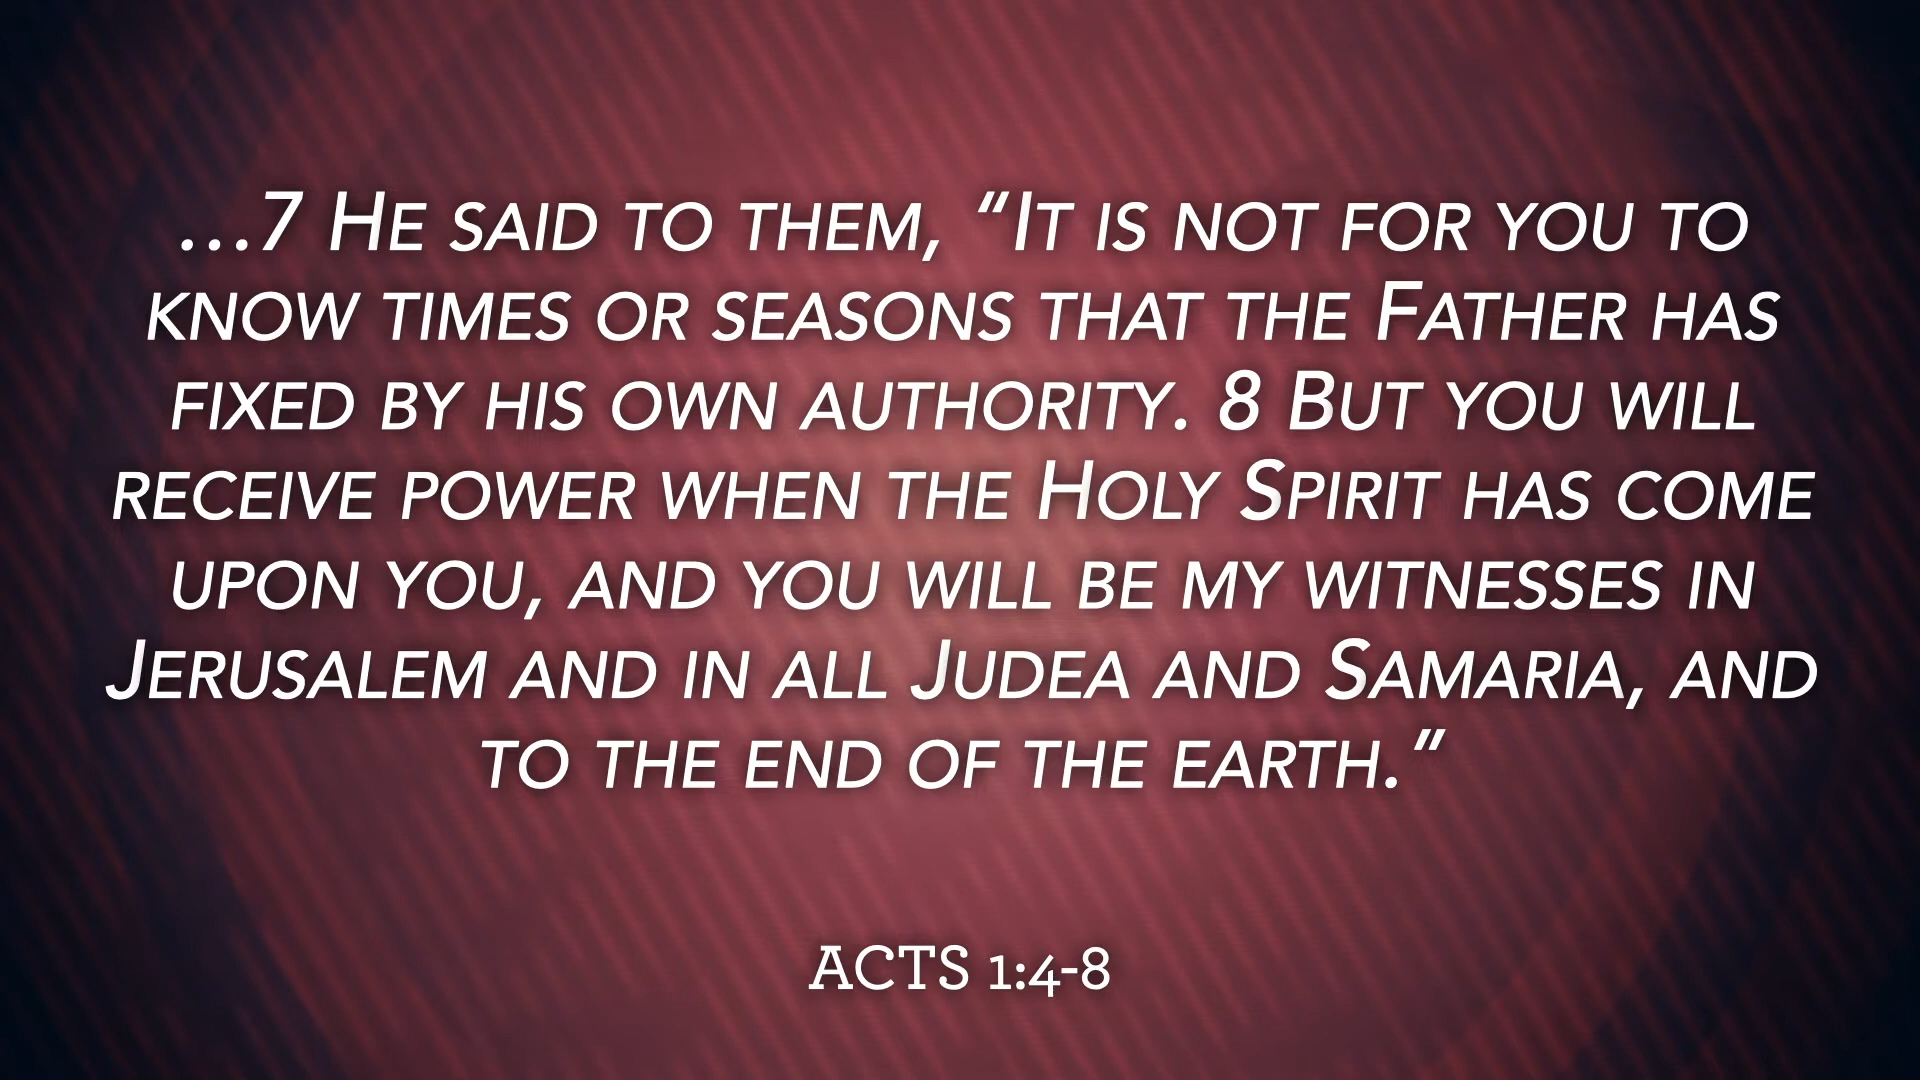 …7 He said to them, “It is not for you to
know times or seasons that the Father has
fixed by his own authority. 8 But you will
receive power when the Holy Spirit has come
upon you, and you will be my witnesses in
Jerusalem and in all Judea and Samaria, and
to the end of the earth.”
ACTS 1:4-8